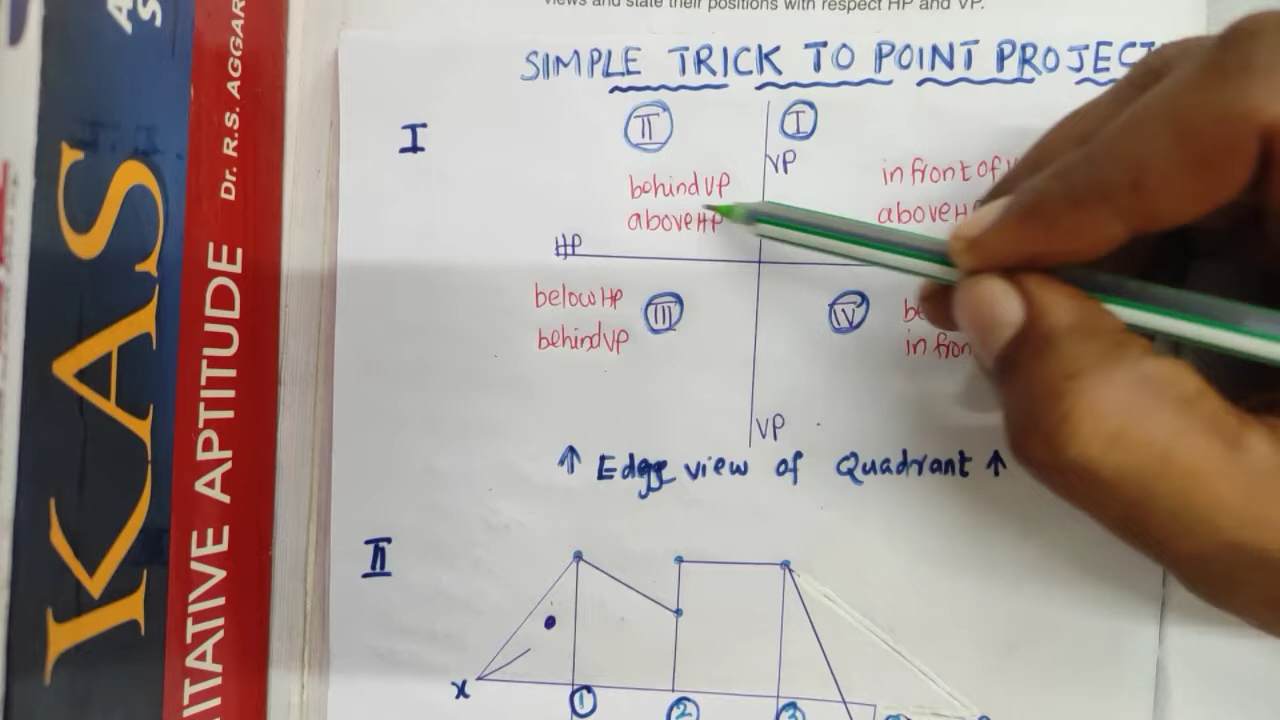 views and state their positions with respect HP and VP.
SIMPLE TRICK TO POINT
I
II
I
VP
behind VP
above HP
in front of
above
HP
below HP
behind VP
III
IV
in
VP
↑ Edge view of Quadrant ↑
II
X
1
2
3
KAS
Dr. R.S. AGGAR
ITATIVE APTITUDE